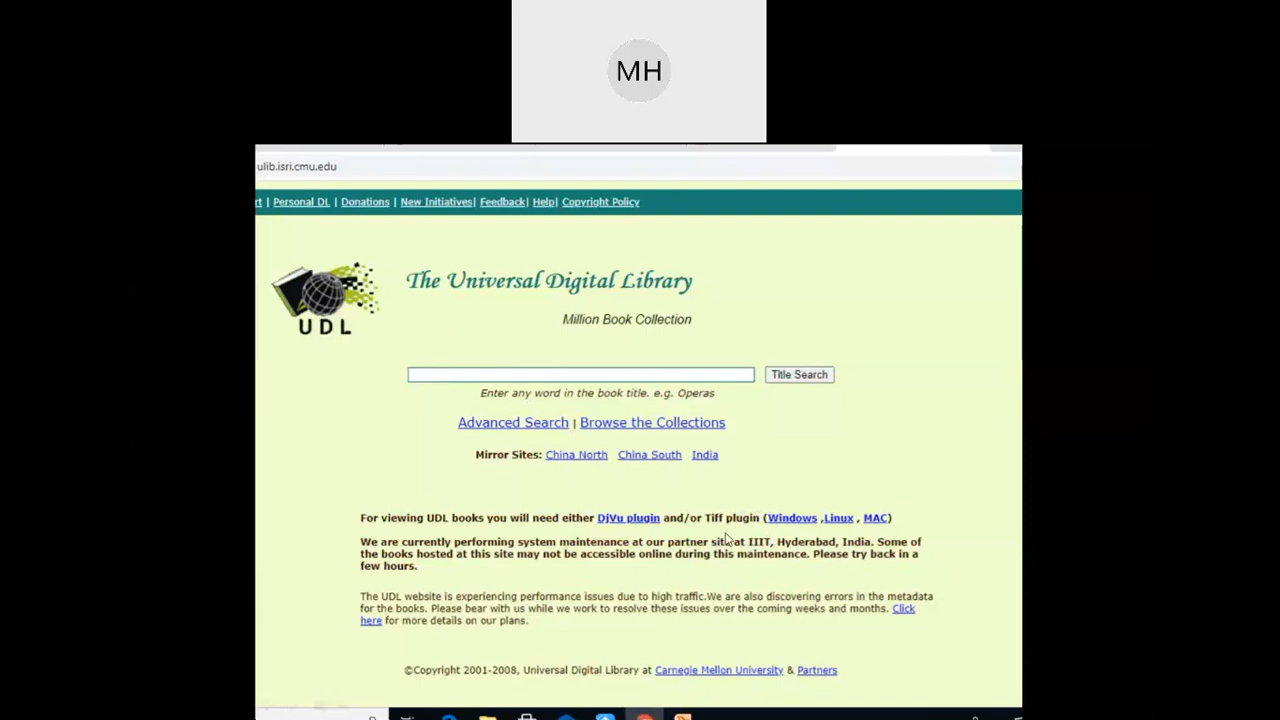 MH
ulib.isri.cmu.edu
rt | Personal DL | Donations | New Initiatives| Feedback| Help| Copyright Policy
UDL
The Universal Digital Library
Million Book Collection
Title Search
Enter any word in the book title. e.g. Operas
Advanced Search | Browse the Collections
Mirror Sites: China North China South India
For viewing UDL books you will need either DjVu plugin and/or Tiff plugin (Windows ,Linux , MAC)
We are currently performing system maintenance at our partner site at IIIT, Hyderabad, India. Some of
the books hosted at this site may not be accessible online during this maintenance. Please try back in a
few hours.
The UDL website is experiencing performance issues due to high traffic.We are also discovering errors in the metadata
for the books. Please bear with us while we work to resolve these issues over the coming weeks and months. Click
here for more details on our plans.
©Copyright 2001-2008, Universal Digital Library at Carnegie Mellon University & Partners